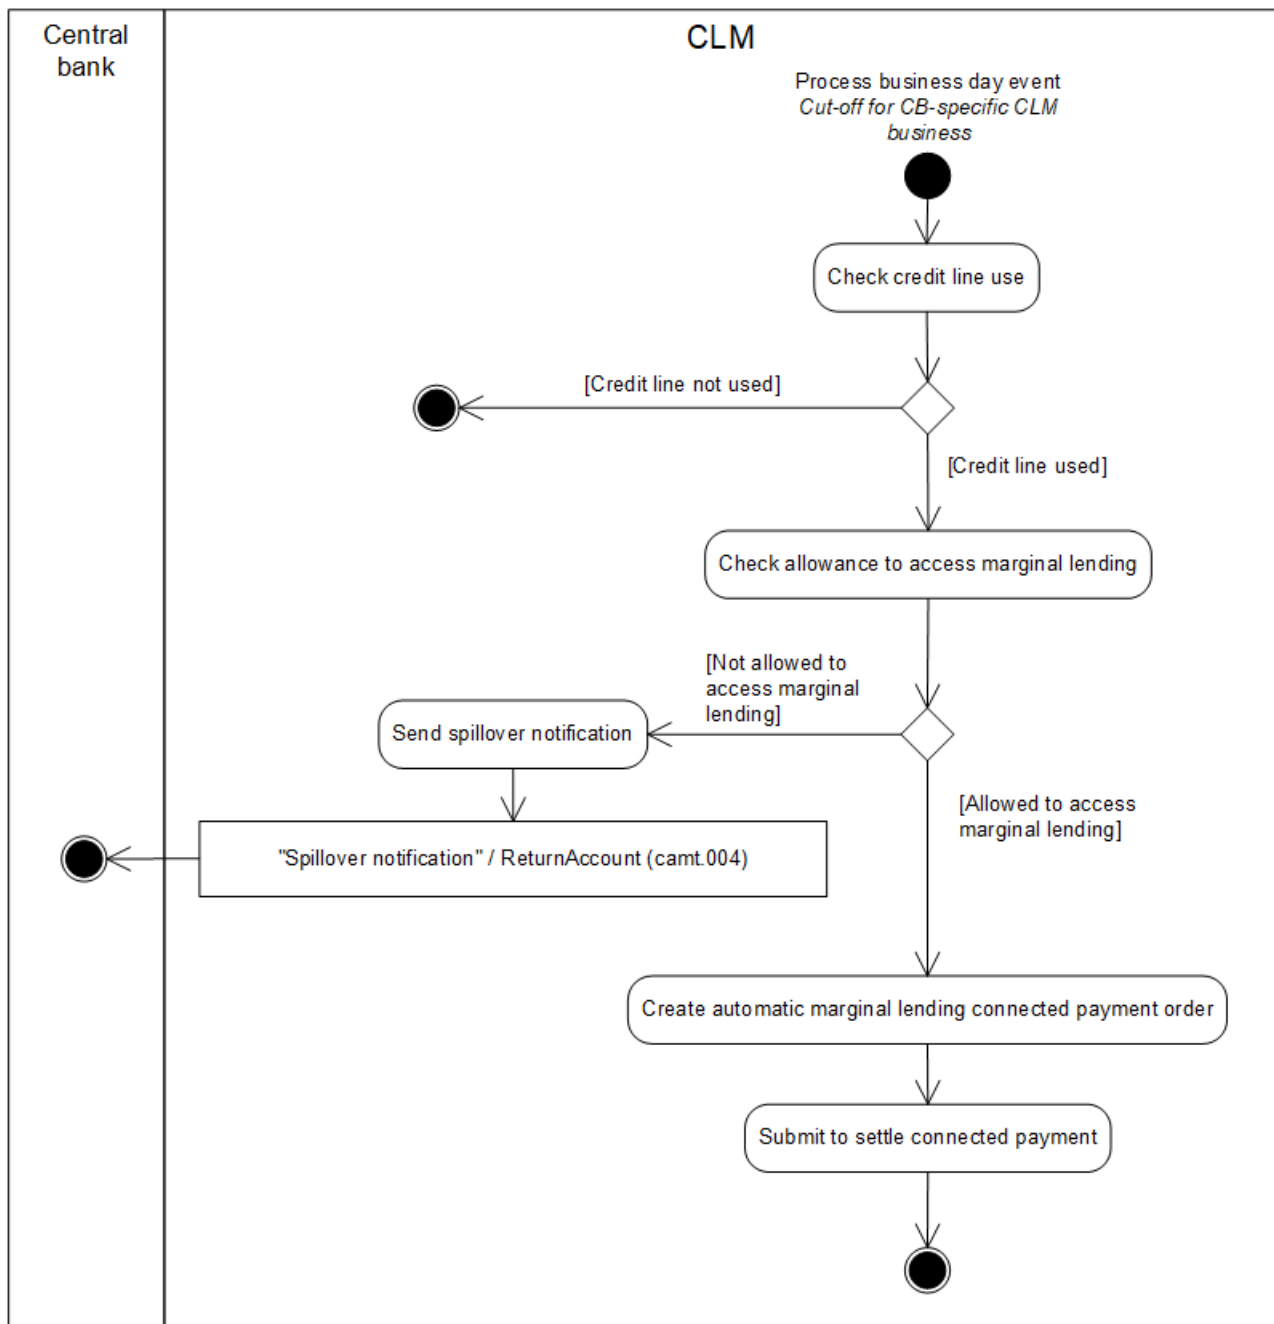 Central
bank
CLM
Process business day event
Cut-off for CB-specific CLM
business
Check credit line use
[Credit line not used]
[Credit line used]
Check allowance to access marginal lending
[Not allowed to
access marginal
lending]
Send spillover notification
[Allowed to access
marginal lending]
"Spillover notification" / ReturnAccount (camt.004)
Create automatic marginal lending connected payment order
Submit to settle connected payment